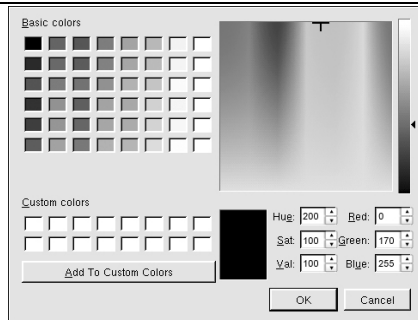 Basic colors
Custom colors
Add To Custom Colors
Hue: 200 Red: 0
Sat: 100 Green: 170
Val: 100 Blue: 255
OK Cancel